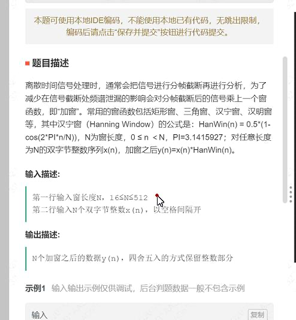 本题可使用本地IDE编码，不能使用本地已有代码，无跳出限制，
编码后请点击“保存并提交”按钮进行代码提交。
题目描述
离散时间信号处理时，通常会把信号进行分帧截断再进行分析，为了
减少在信号截断处频谱泄漏的影响会对分帧截断后的信号乘上一个窗
函数，即“加窗”。常用的窗函数包括矩形窗、三角窗、汉宁窗、汉明窗
等，其中汉宁窗（Hanning Window）的公式是：HanWin(n) = 0.5*(1-
cos(2*PI*n/N))，N为窗长度，0 ≤ n < N，PI=3.1415927；对任意长度
为N的双字节整数序列x(n)，加窗之后y(n)=x(n)*HanWin(n)。
输入描述:
第一行输入窗长度N，16≤N≤512
第二行输入N个双字节整数x(n)，以空格隔开
输出描述:
N个加窗之后的数据y(n)，四舍五入的方式保留整数部分
示例1 输入输出示例仅供调试，后台判题数据一般不包含示例
输入
复制